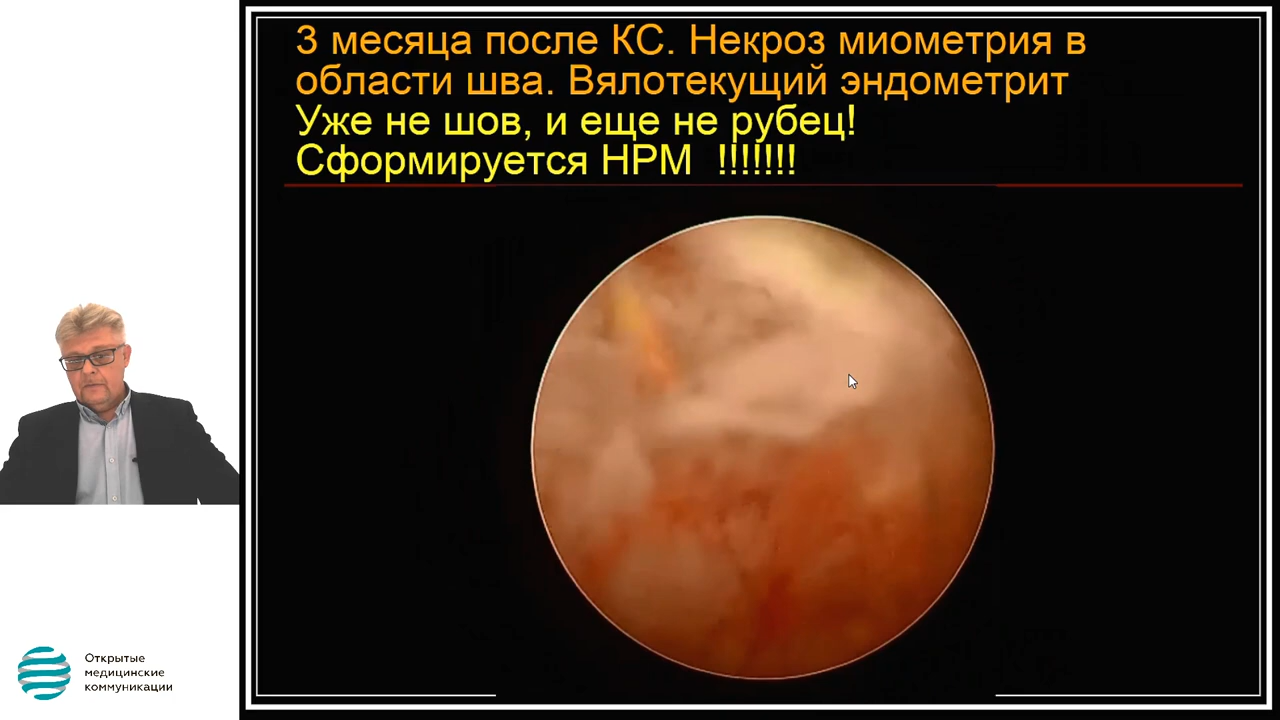 3 месяца после КС. Некроз миометрия в
области шва. Вялотекущий эндометрит
Уже не шов, и еще не рубец!
Сформируется НРМ !!!!!!!
Открытые
медицинские
коммуникации